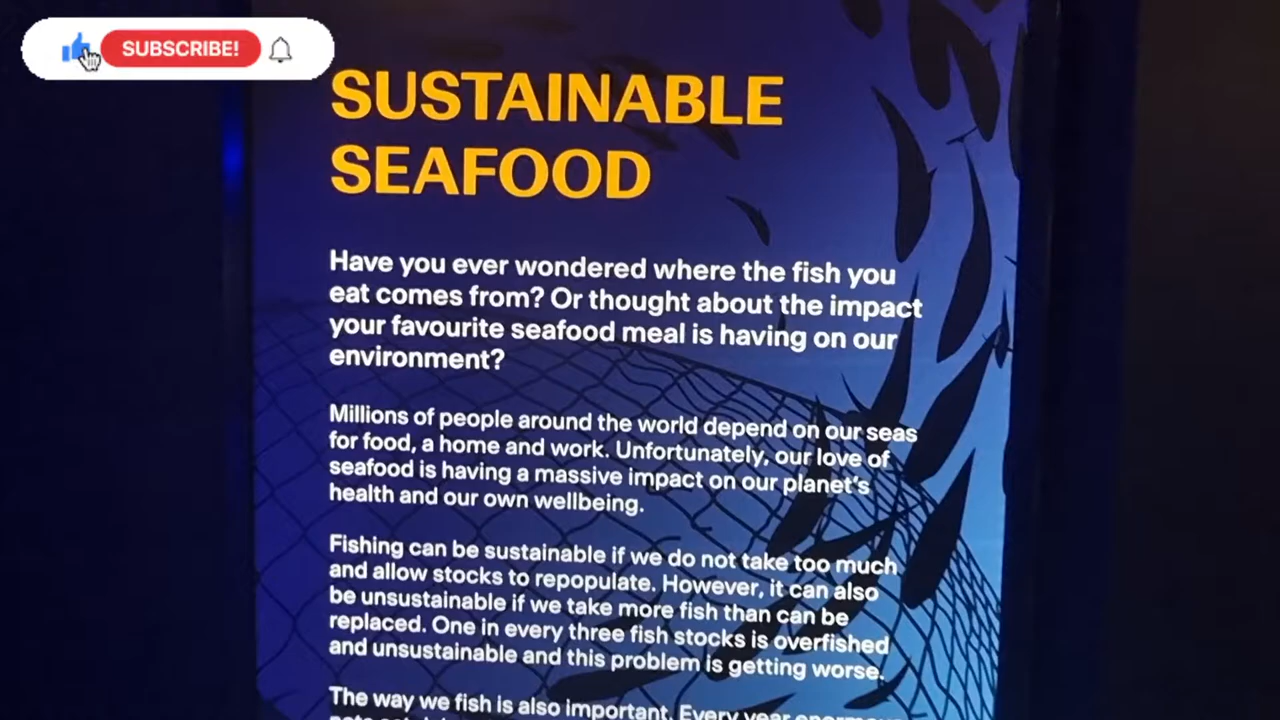 SUBSCRIBE!
SUSTAINABLE
SEAFOOD
Have you ever wondered where the fish you
eat comes from? Or thought about the impact
your favourite seafood meal is having on our
environment?
Millions of people around the world depend on our seas
for food, a home and work. Unfortunately, our love of
seafood is having a massive impact on our planet's
health and our own wellbeing.
Fishing can be sustainable if we do not take too much
and allow stocks to repopulate. However, it can also
be unsustainable if we take more fish than can be
replaced. One in every three fish stocks is overfished
and unsustainable and this problem is getting worse.
The way we fish is also important. Every year